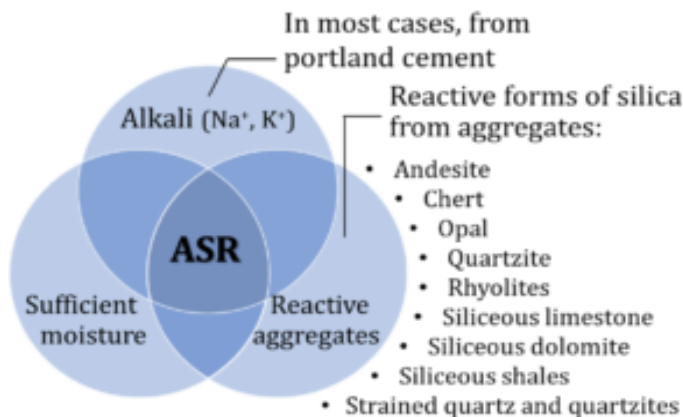 In most cases, from
portland cement
Alkali (Na⁺, K⁺)
Reactive forms of silica
from aggregates:
• Andesite
• Chert
• Opal
• Quartzite
• Rhyolites
• Siliceous limestone
• Siliceous dolomite
• Siliceous shales
• Strained quartz and quartzites
ASR
Sufficient
moisture
Reactive
aggregates